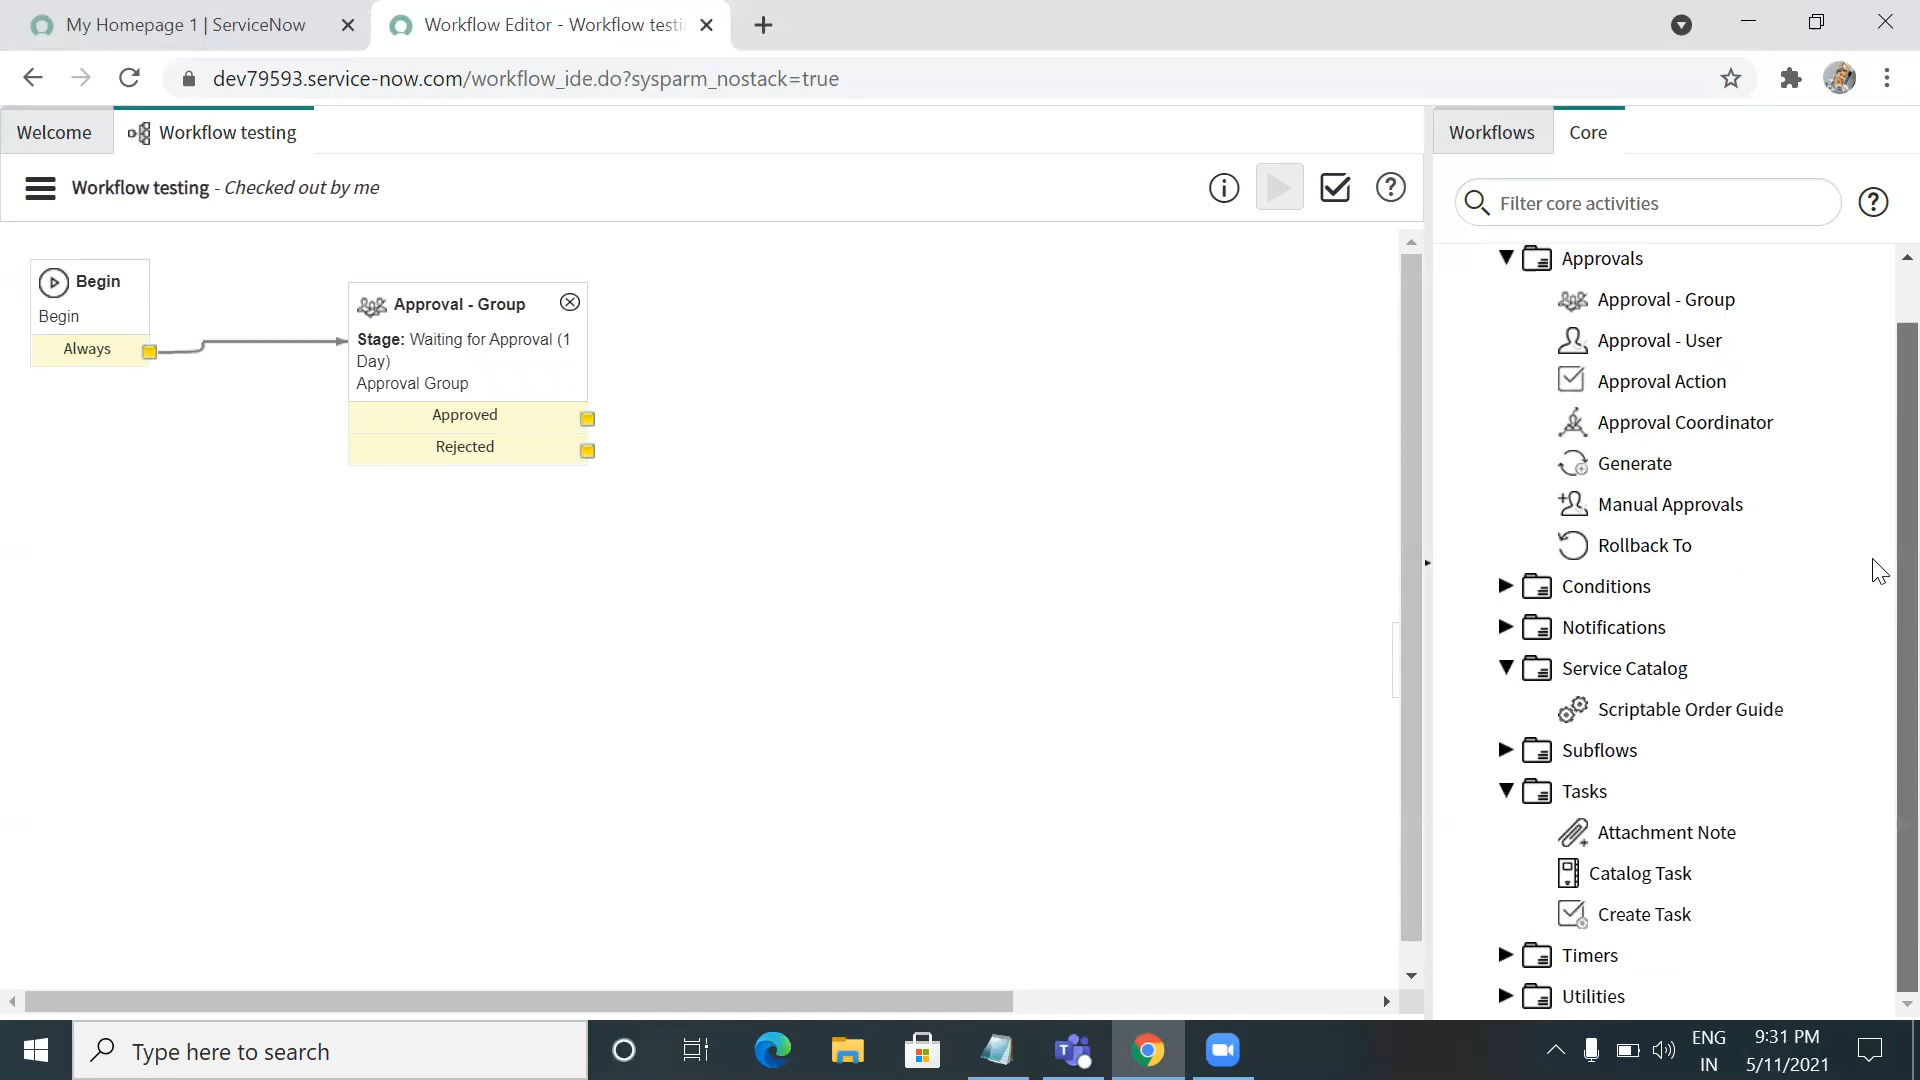 My Homepage 1 | ServiceNow
Workflow Editor - Workflow testi
dev79593.service-now.com/workflow_ide.do?sysparm_nostack=true
Welcome
Workflow testing
Workflows
Core
Workflow testing - Checked out by me
Filter core activities
Begin
Begin
Always
Approval - Group
Stage: Waiting for Approval (1
Day)
Approval Group
Approved
Rejected
Approvals
Approval - Group
Approval - User
Approval Action
Approval Coordinator
Generate
Manual Approvals
Rollback To
Conditions
Notifications
Service Catalog
Scriptable Order Guide
Subflows
Tasks
Attachment Note
Catalog Task
Create Task
Timers
Utilities
Type here to search
ENG
IN
9:31 PM
5/11/2021